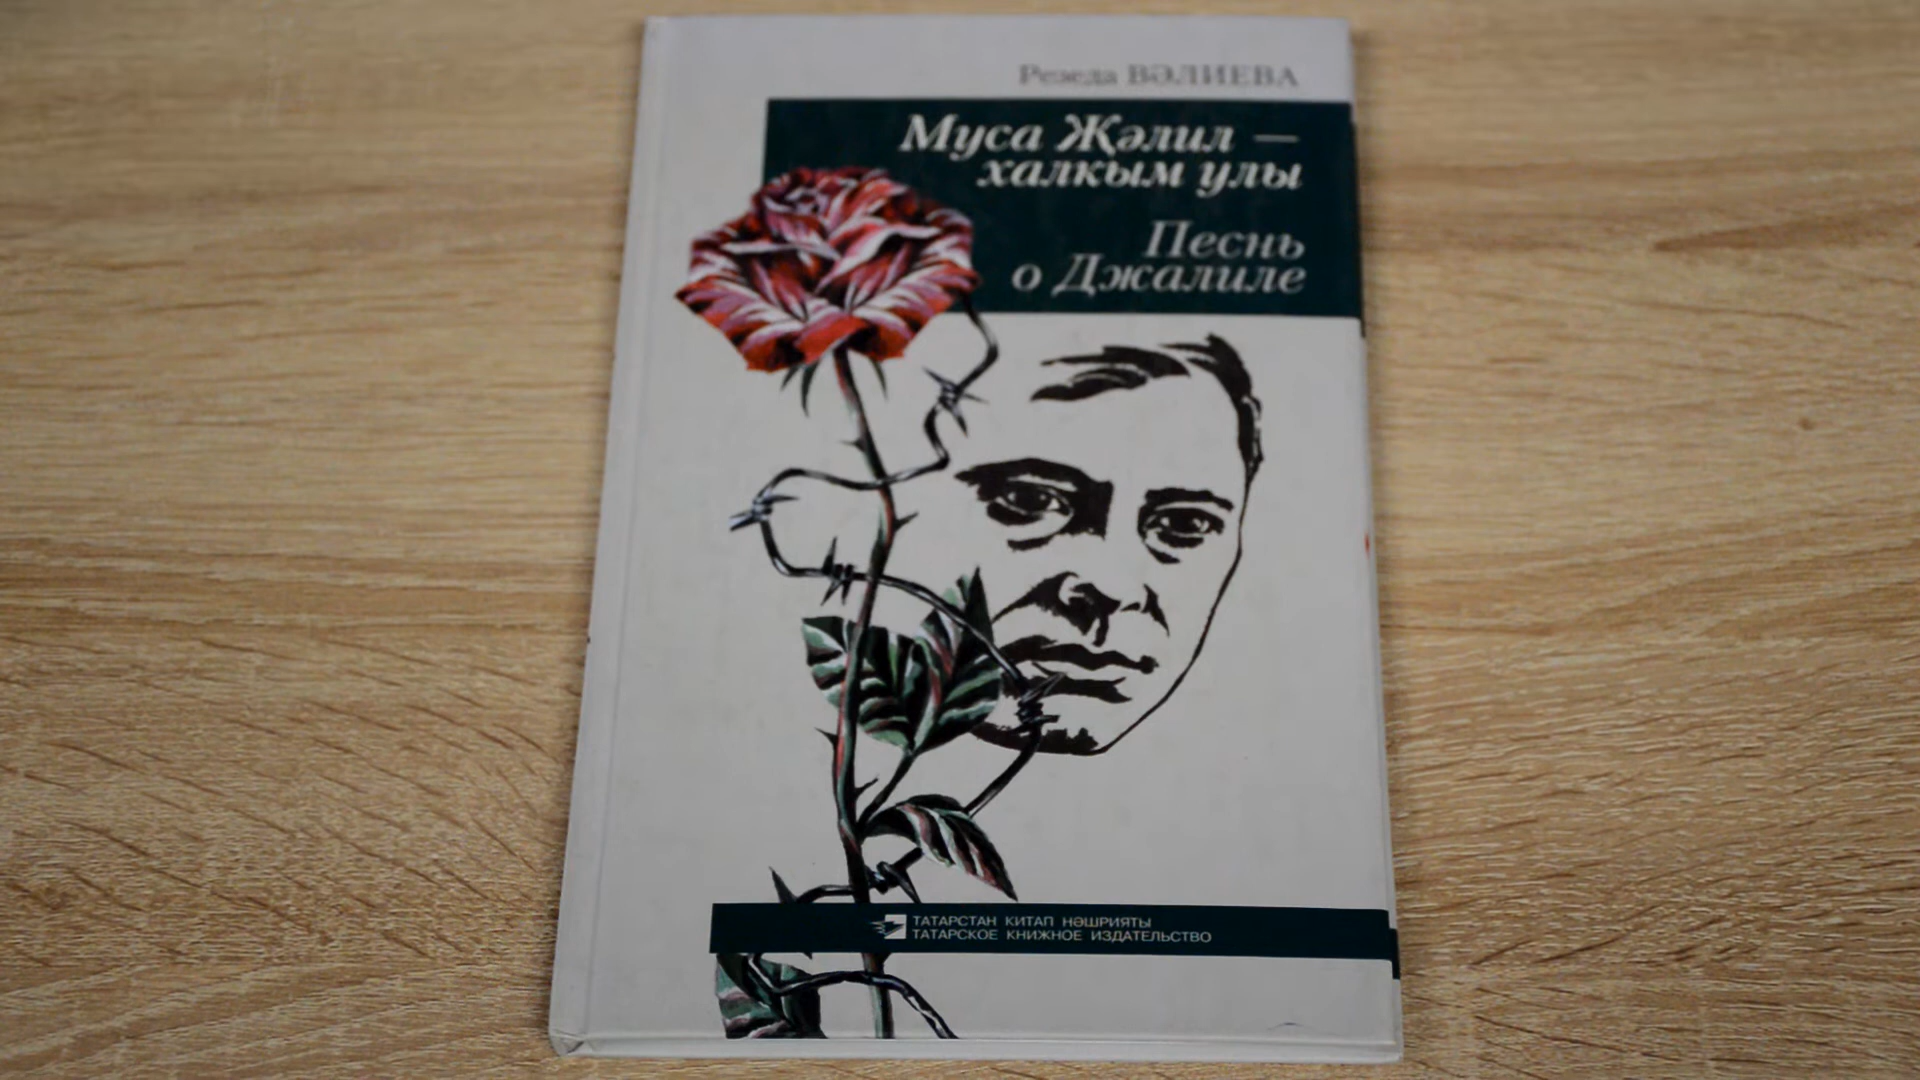 Резеда ВӘЛИЕВА
Муса Җәлил —
халкым улы
Песнь
о Джалиле
ТАТАРСТАН КИТАП НӘШРИЯТЫ
ТАТАРСКОЕ КНИЖНОЕ ИЗДАТЕЛЬСТВО